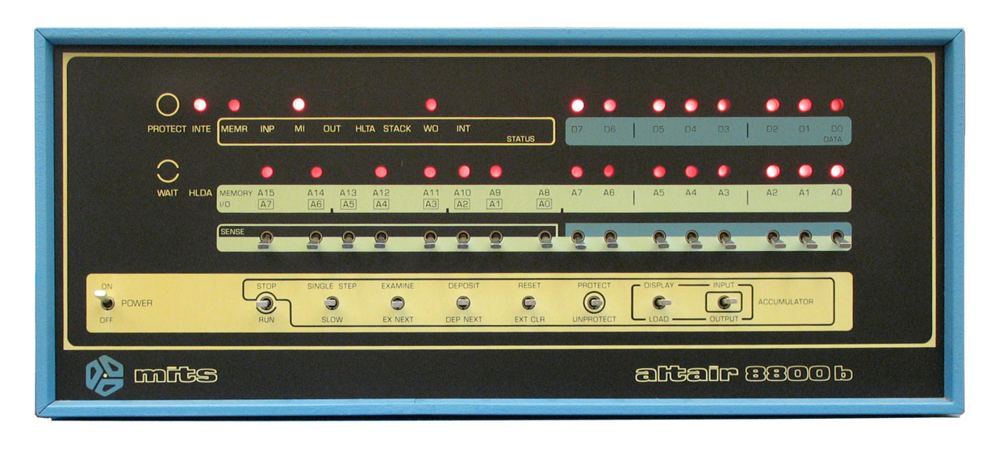 PROTECT INTE MEMR INP MI OUT HLTA STACK WO INT D7 D6 D5 D4 D3 D2 D1 D0
STATUS DATA
WAIT HLDA MEMORY A15 A14 A13 A12 A11 A10 A9 A8 A7 A6 A5 A4 A3 A2 A1 A0
I/O A7 A6 A5 A4 A3 A2 A1 A0
SENSE
ON STOP SINGLE STEP EXAMINE DEPOSIT RESET PROTECT DISPLAY INPUT
POWER ACCUMULATOR
OFF RUN SLOW EX NEXT DEP NEXT EXT CLR UNPROTECT LOAD OUTPUT
mits altair 8800b